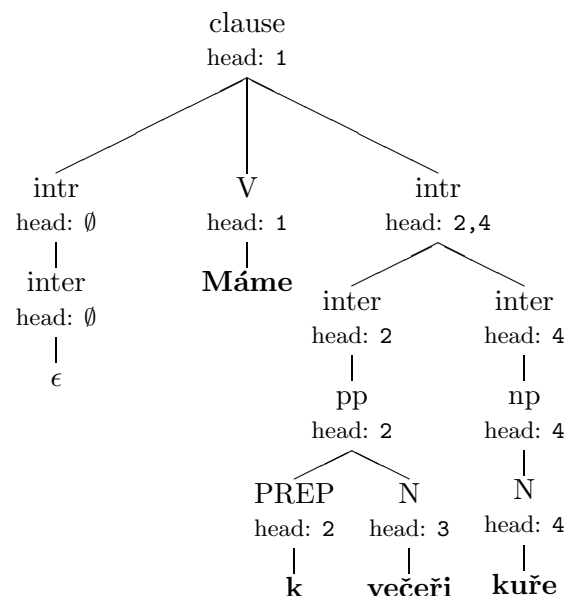 clause
head: 1
intr V intr
head: ∅ head: 1 head: 2,4
inter Máme inter inter
head: ∅ head: 2 head: 4
ϵ pp np
head: 2 head: 4
PREP N N
head: 2 head: 3 head: 4
k večeři kuře